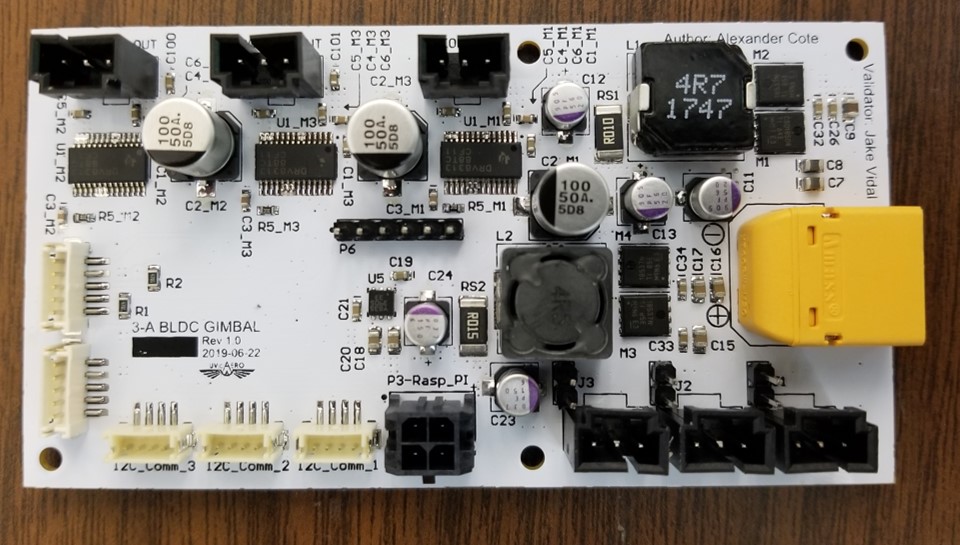 Author: Alexander Cote
Validator: Jake Vidal
OUT
C100
C101
C6_
C4_
C5_M3
C4_M3
C6_M3
C2_M3
C5_M1
C4_M1
C6_M1
C1_M1
L1
M2
C12
RS1
R010
4R7
1747
M1
C32
C26
C9
C8
C7
C11
U1_M2
100
50A.
5D8
U1_M3
100
50A.
5D8
U1_M1
C1_M2
C2_M2
C1_M3
C3_M1
R5_M1
C3_M2
R5_M2
C3_M3
R5_M3
P6
100
50A.
5D8
L2
C13
M4
C34
C17
C16
C19
C24
U5
RS2
R015
C21
C20
C18
M3
C33
C15
R2
R1
3-A BLDC GIMBAL
Rev 1.0
2019-06-22
UVicAERO
P3-Rasp_PI
C23
J3
J2
I2C_Comm_3
I2C_Comm_2
I2C_Comm_1